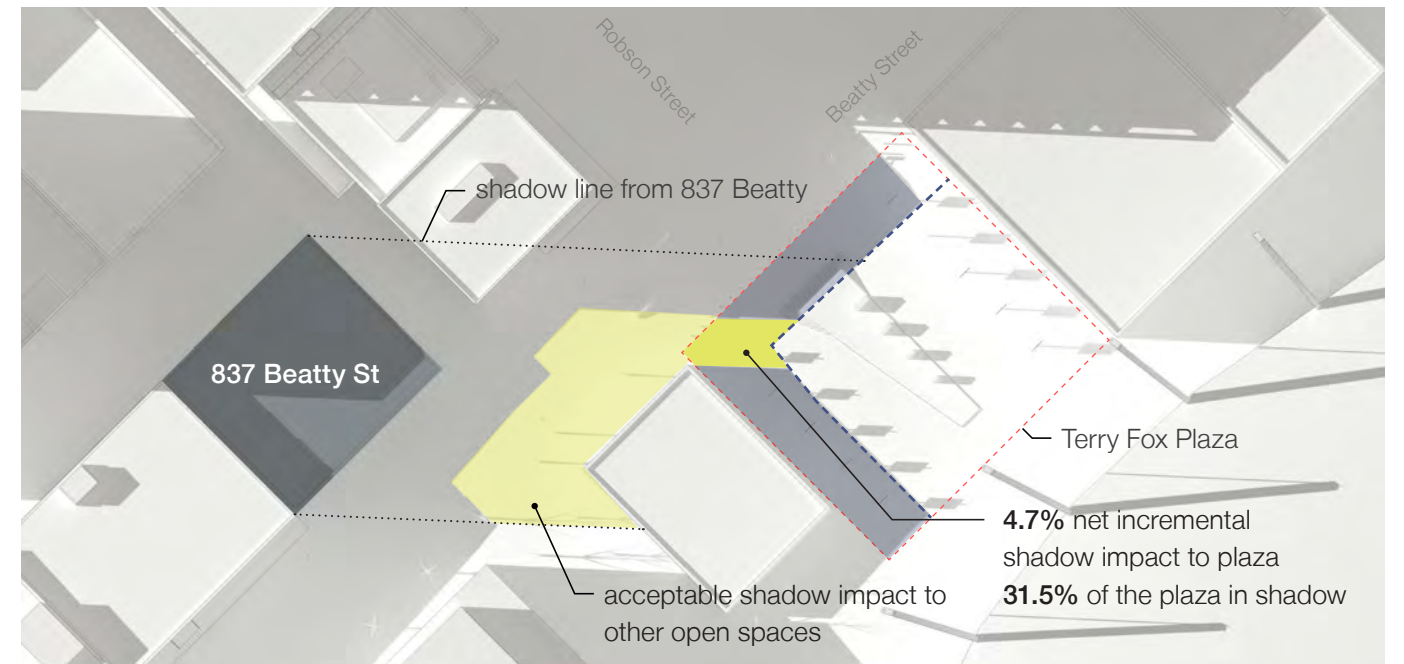 Robson Street
Beatty Street
shadow line from 837 Beatty
837 Beatty St
Terry Fox Plaza
4.7% net incremental
shadow impact to plaza
31.5% of the plaza in shadow
acceptable shadow impact to
other open spaces